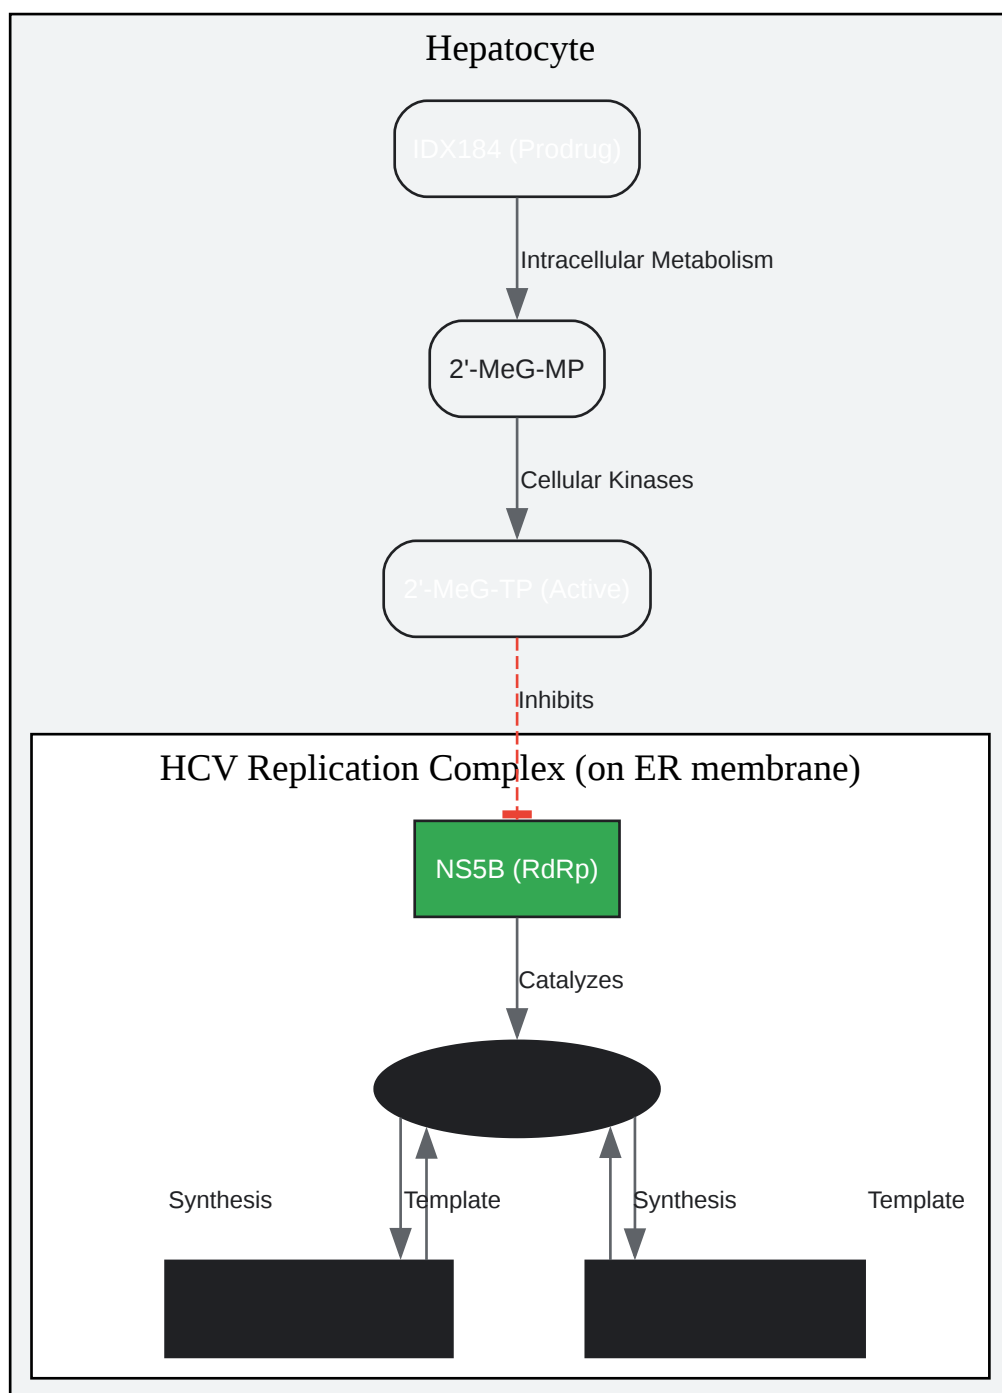 Hepatocyte
IDX184 (Prodrug)
Intracellular Metabolism
2'-MeG-MP
Cellular Kinases
2'-MeG-TP (Active)
Inhibits
HCV Replication Complex (on ER membrane)
NS5B (RdRp)
Catalyzes
Synthesis
Template
Synthesis
Template